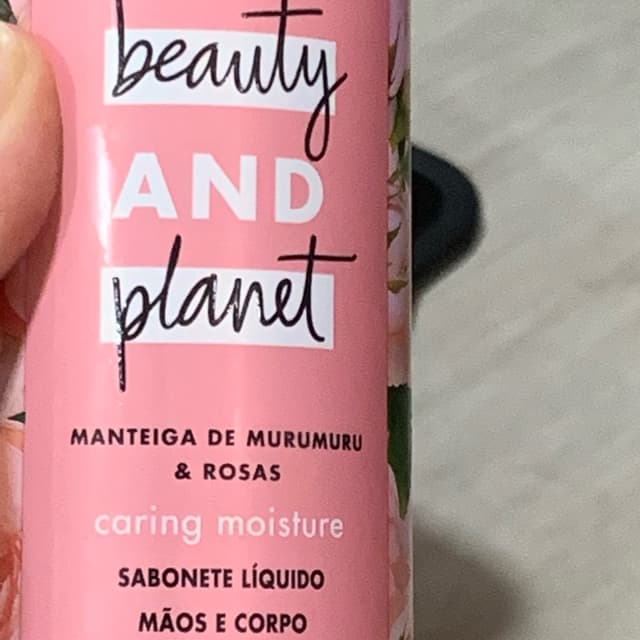 beauty
AND
planet
MANTEIGA DE MURUMURU
& ROSAS
caring moisture
SABONETE LÍQUIDO
MÃOS E CORPO